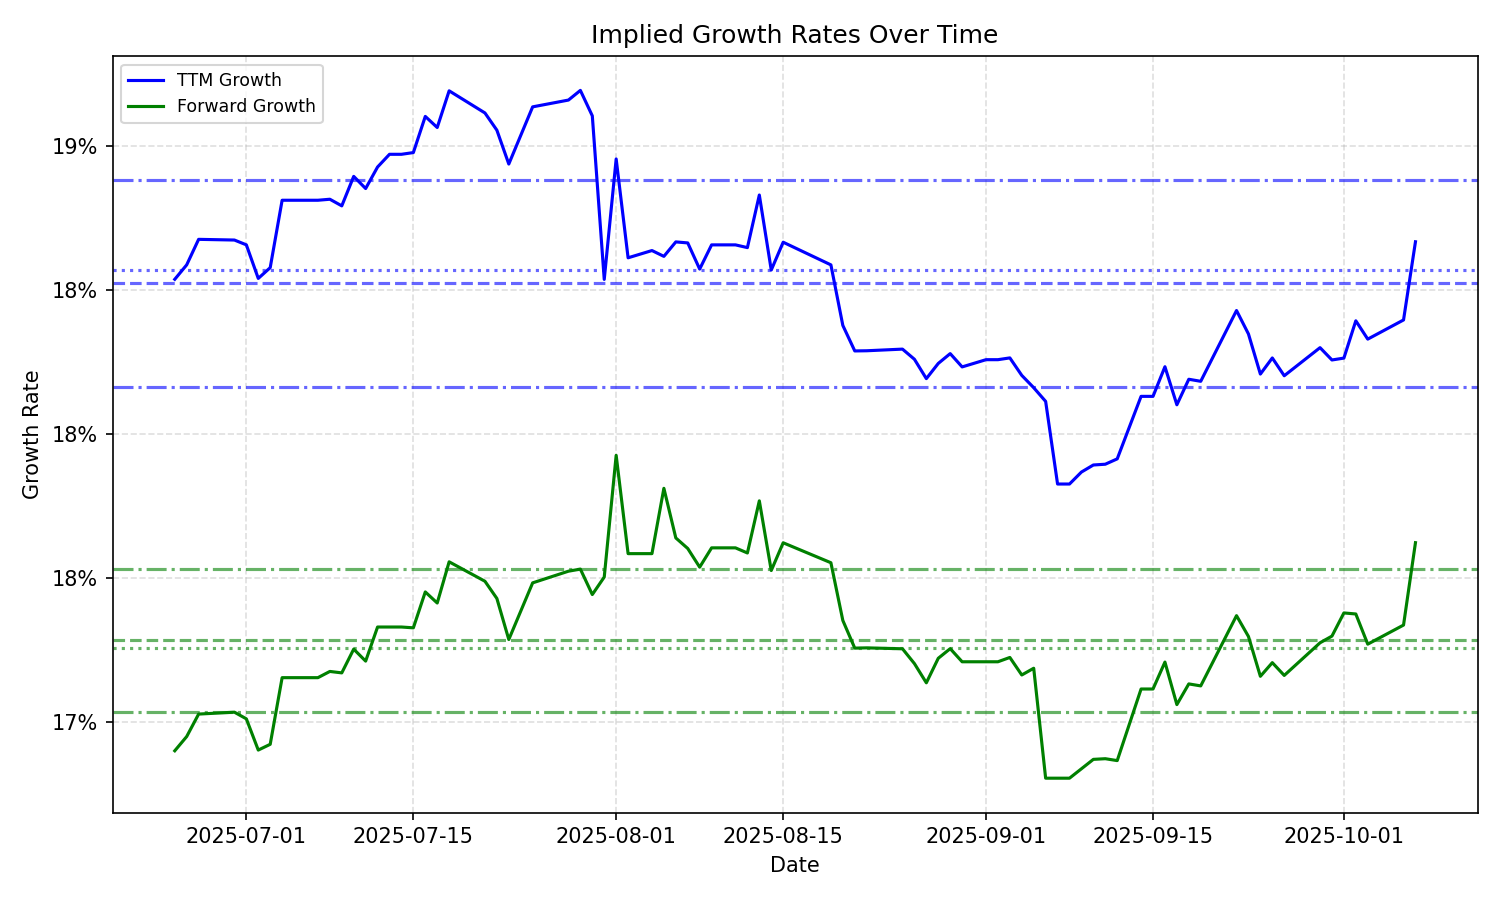 Implied Growth Rates Over Time
TTM Growth
Forward Growth
19%
18%
18%
18%
17%
Growth Rate
2025-07-01
2025-07-15
2025-08-01
2025-08-15
2025-09-01
2025-09-15
2025-10-01
Date